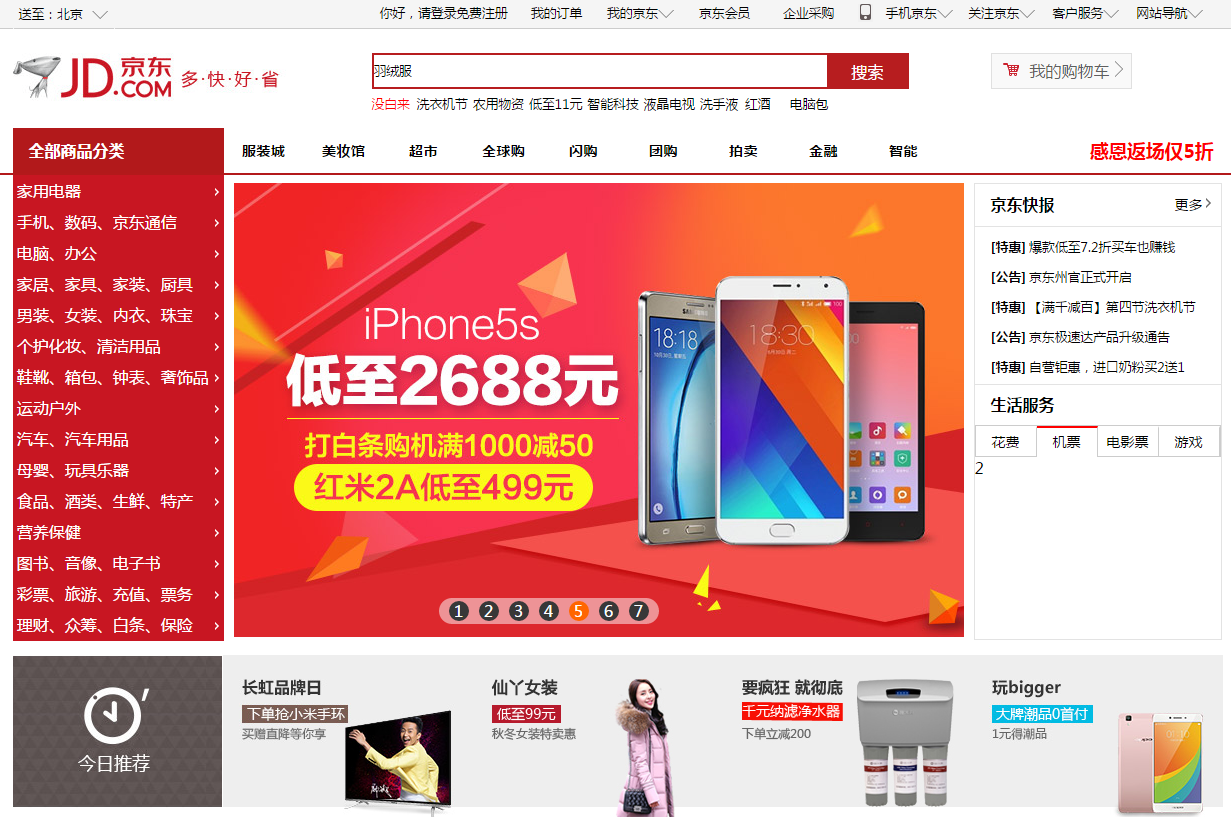 送至：北京
你好，请登录免费注册 我的订单 我的京东 京东会员 企业采购 手机京东 关注京东 客户服务 网站导航
JD.COM 京东
多·快·好·省
羽绒服
搜索
我的购物车
没白来 洗衣机节 农用物资 低至11元 智能科技 液晶电视 洗手液 红酒 电脑包
全部商品分类
服装城 美妆馆 超市 全球购 闪购 团购 拍卖 金融 智能
感恩返场仅5折
家用电器 ›
手机、数码、京东通信 ›
电脑、办公 ›
家居、家具、家装、厨具 ›
男装、女装、内衣、珠宝 ›
个护化妆、清洁用品 ›
鞋靴、箱包、钟表、奢饰品 ›
运动户外 ›
汽车、汽车用品 ›
母婴、玩具乐器 ›
食品、酒类、生鲜、特产 ›
营养保健 ›
图书、音像、电子书 ›
彩票、旅游、充值、票务 ›
理财、众筹、白条、保险 ›
iPhone5s
低至2688元
打白条购机满1000减50
红米2A低至499元
18:30
18:30
1 2 3 4 5 6 7
京东快报
更多
[特惠] 爆款低至7.2折买车也赚钱
[公告] 京东州官正式开启
[特惠] 【满千减百】第四节洗衣机节
[公告] 京东极速达产品升级通告
[特惠] 自营钜惠，进口奶粉买2送1
生活服务
花费 机票 电影票 游戏
2
今日推荐
长虹品牌日
下单抢小米手环
买赠直降等你享
仙丫女装
低至99元
秋冬女装特卖惠
要疯狂 就彻底
千元纳滤净水器
下单立减200
玩bigger
大牌潮品0首付
1元得潮品